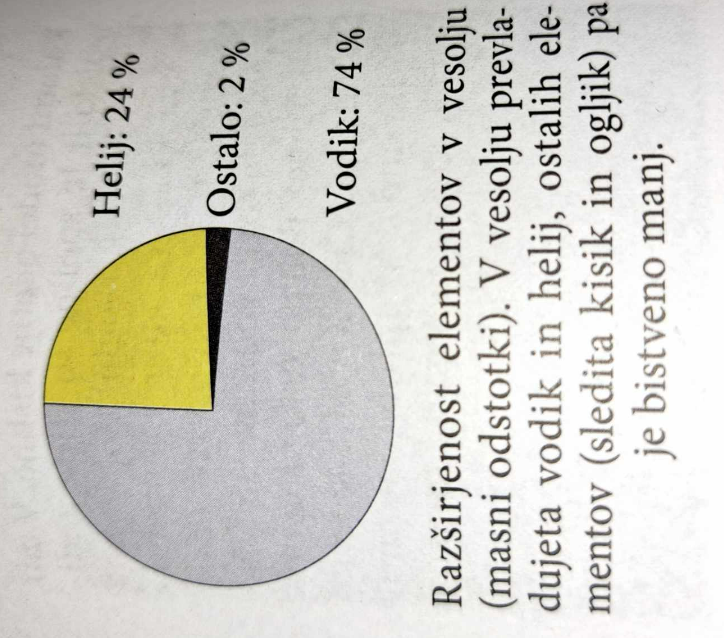 Helij: 24 %
Ostalo: 2 %
Vodik: 74 %
Razširjenost elementov v vesolju
(masni odstotki). V vesolju prevla-
dujeta vodik in helij, ostalih ele-
mentov (sledita kisik in ogljik) pa
je bistveno manj.